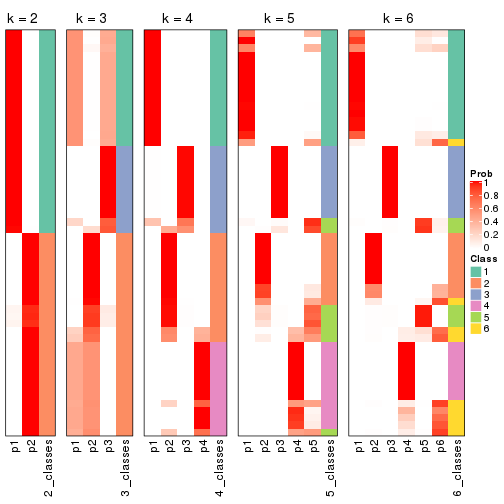 k = 2
k = 3
k = 4
k = 5
k = 6
Prob
1
0.8
0.6
0.4
0.2
0
Class
1
2
3
4
5
6
p1
p2
2_classes
p1
p2
p3
3_classes
p1
p2
p3
p4
4_classes
p1
p2
p3
p4
p5
5_classes
p1
p2
p3
p4
p5
p6
6_classes